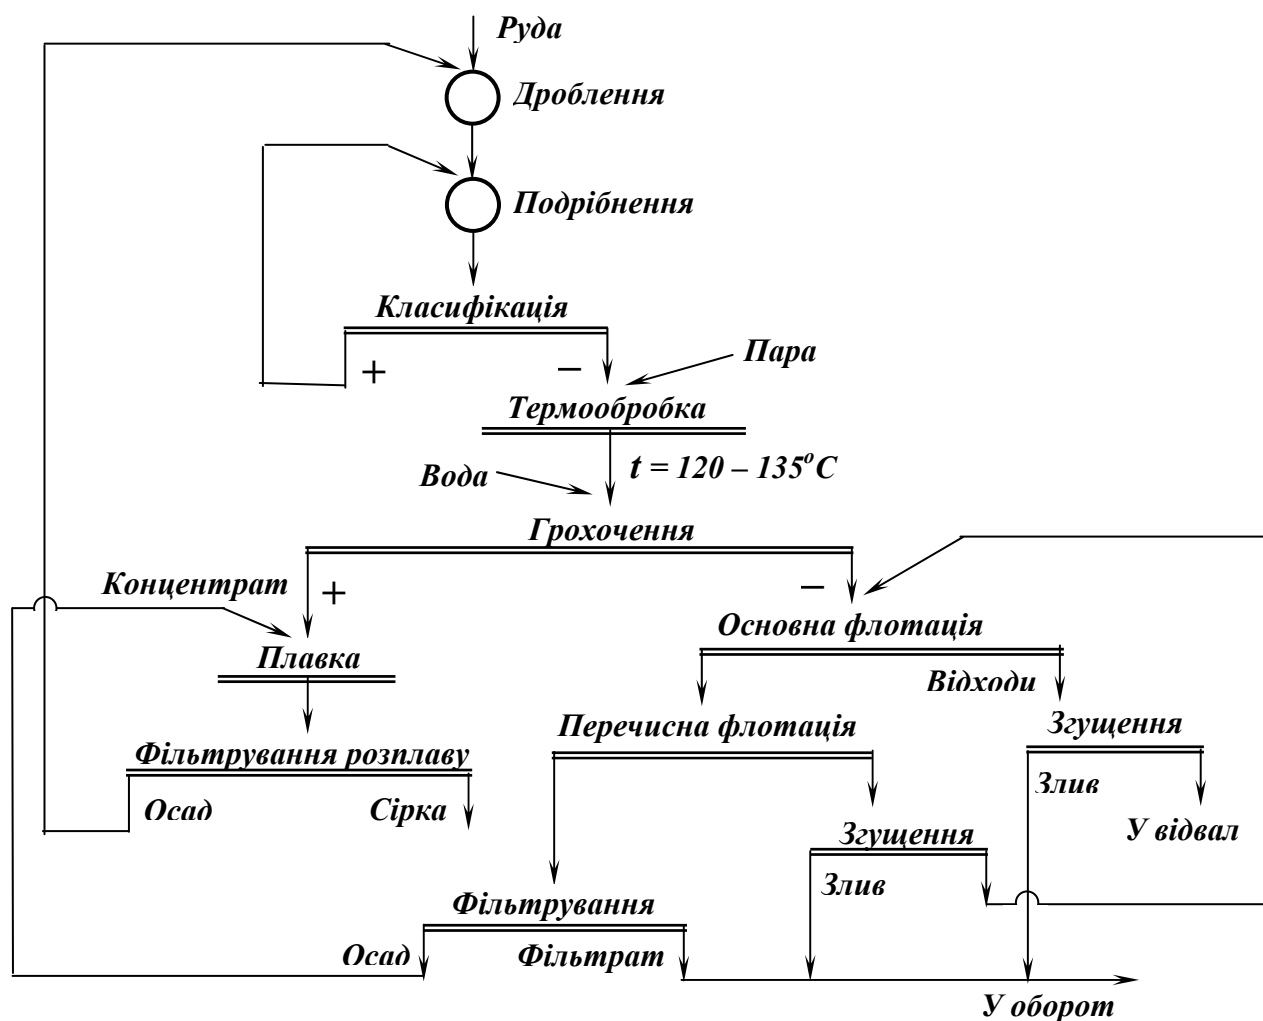 Руда
Дроблення
Подрібнення
Класифікація
+
–
Пара
Термообробка
Вода
t = 120 – 135°C
Грохочення
Концентрат
+
–
Основна флотація
Плавка
Відходи
Перечисна флотація
Згущення
Фільтрування розплаву
Осад
Сірка
Злив
У відвал
Згущення
Злив
Фільтрування
Осад
Фільтрат
У оборот